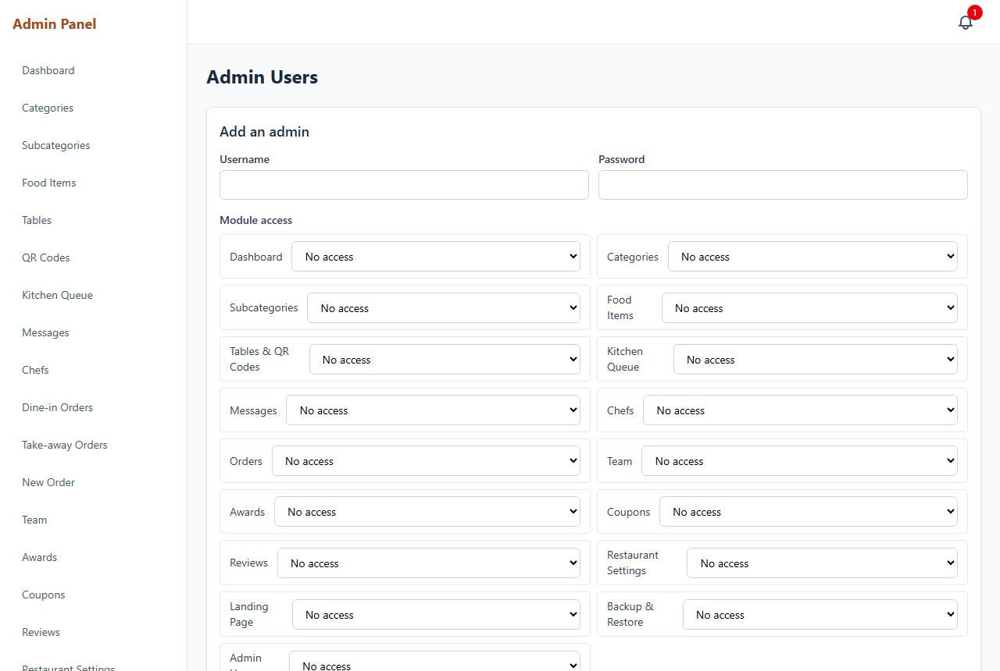 Admin Panel
1
Dashboard
Categories
Subcategories
Food Items
Tables
QR Codes
Kitchen Queue
Messages
Chefs
Dine-in Orders
Take-away Orders
New Order
Team
Awards
Coupons
Reviews
Restaurant Settings
Admin Users
Add an admin
Username
Password
Module access
Dashboard No access
Categories No access
Subcategories No access
Food
Items
No access
Tables & QR
Codes
No access
Kitchen
Queue
No access
Messages No access
Chefs No access
Orders No access
Team No access
Awards No access
Coupons No access
Reviews No access
Restaurant
Settings
No access
Landing
Page
No access
Backup &
Restore
No access
Admin
No access